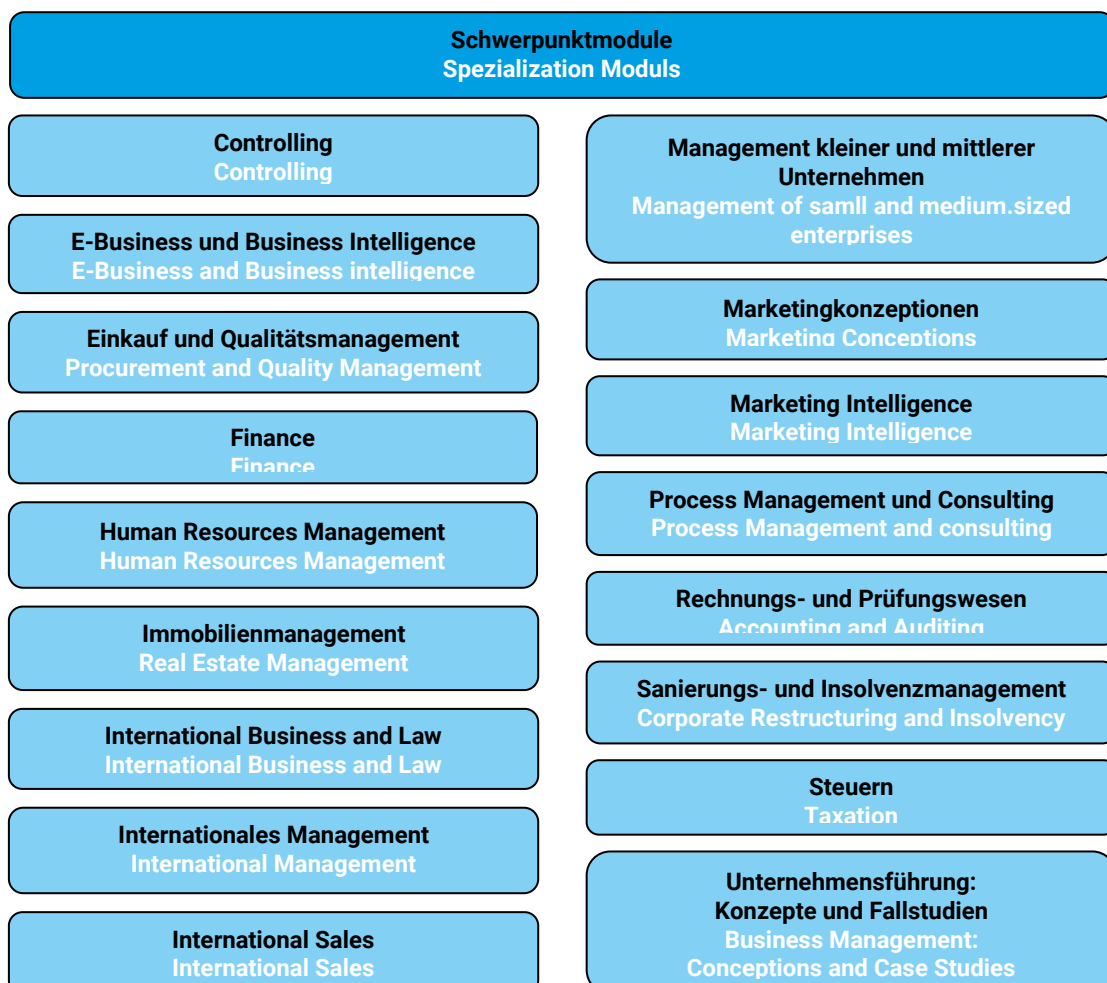 Schwerpunktmodule
Spezialization Moduls
Controlling
Controlling
E-Business und Business Intelligence
E-Business and Business intelligence
Einkauf und Qualitätsmanagement
Procurement and Quality Management
Finance
Finance
Human Resources Management
Human Resources Management
Immobilienmanagement
Real Estate Management
International Business and Law
International Business and Law
Internationales Management
International Management
International Sales
International Sales
Management kleiner und mittlerer
Unternehmen
Management of samll and medium.sized
enterprises
Marketingkonzeptionen
Marketing Conceptions
Marketing Intelligence
Marketing Intelligence
Process Management und Consulting
Process Management and consulting
Rechnungs- und Prüfungswesen
Accounting and Auditing
Sanierungs- und Insolvenzmanagement
Corporate Restructuring and Insolvency
Steuern
Taxation
Unternehmensführung:
Konzepte und Fallstudien
Business Management:
Conceptions and Case Studies